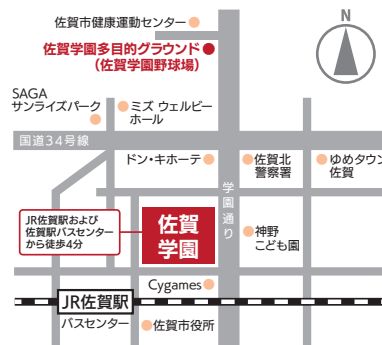 佐賀市健康運動センター
N
佐賀学園多目的グラウンド
(佐賀学園野球場)
SAGA
サンライズパーク
ミズ ウェルビー
ホール
国道34号線
ドン・キホーテ
佐賀北
警察署
ゆめタウン
佐賀
学園通り
JR佐賀駅および
佐賀駅バスセンター
から徒歩4分
佐賀
学園
神野
こども園
Cygames
JR佐賀駅
バスセンター
佐賀市役所